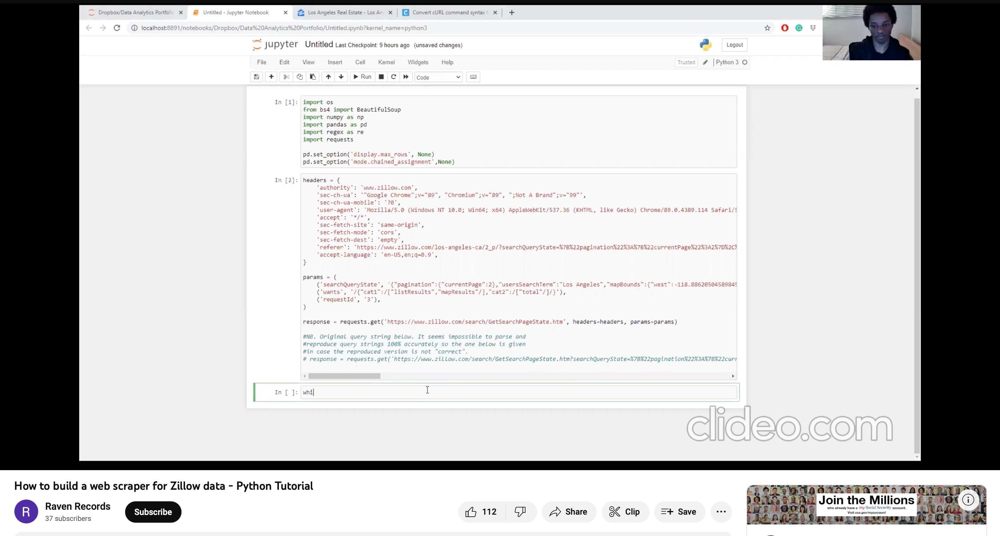 Dropbox/Data Analytics Portfolio
Untitled - Jupyter Notebook
Los Angeles Real Estate - Los An
Convert cURL command syntax t
localhost:8891/notebooks/Dropbox/Data%20Analytics%20Portfolio/Untitled.ipynb?kernel_name=python3
jupyter Untitled Last Checkpoint: 9 hours ago (unsaved changes)
Logout
File Edit View Insert Cell Kernel Widgets Help
Trusted Python 3
Run Code
In [1]: import os
from bs4 import BeautifulSoup
import numpy as np
import pandas as pd
import regex as re
import requests
pd.set_option('display.max_rows', None)
pd.set_option('mode.chained_assignment',None)
In [2]: headers = {
'authority': 'www.zillow.com',
'sec-ch-ua': '"Google Chrome";v="89", "Chromium";v="89", ";Not A Brand";v="99"',
'sec-ch-ua-mobile': '?0',
'user-agent': 'Mozilla/5.0 (Windows NT 10.0; Win64; x64) AppleWebKit/537.36 (KHTML, like Gecko) Chrome/89.0.4389.114 Safari/5
'accept': '*/*',
'sec-fetch-site': 'same-origin',
'sec-fetch-mode': 'cors',
'sec-fetch-dest': 'empty',
'referer': 'https://www.zillow.com/los-angeles-ca/2_p/?searchQueryState=%7B%22pagination%22%3A%7B%22currentPage%22%3A2%7D%2C%
'accept-language': 'en-US,en;q=0.9',
}
params = (
('searchQueryState', '{"pagination":{"currentPage":2},"usersSearchTerm":"Los Angeles","mapBounds":{"west":-118.88620504589845
('wants', '/{"cat1":/["listResults","mapResults"/],"cat2":/["total"/]/}'),
('requestId', '3'),
)
response = requests.get('https://www.zillow.com/search/GetSearchPageState.htm', headers=headers, params=params)
#NB. Original query string below. It seems impossible to parse and
#reproduce query strings 100% accurately so the one below is given
#in case the reproduced version is not "correct".
# response = requests.get('https://www.zillow.com/search/GetSearchPageState.htm?searchQueryState=%7B%22pagination%22%3A%7B%22curr
In [ ]: whi
clideo.com
How to build a web scraper for Zillow data - Python Tutorial
R
Raven Records
37 subscribers
Subscribe
112
Share
Clip
Save
Join the Millions
who already have a my Social Security account.
Visit ssa.gov/myaccount